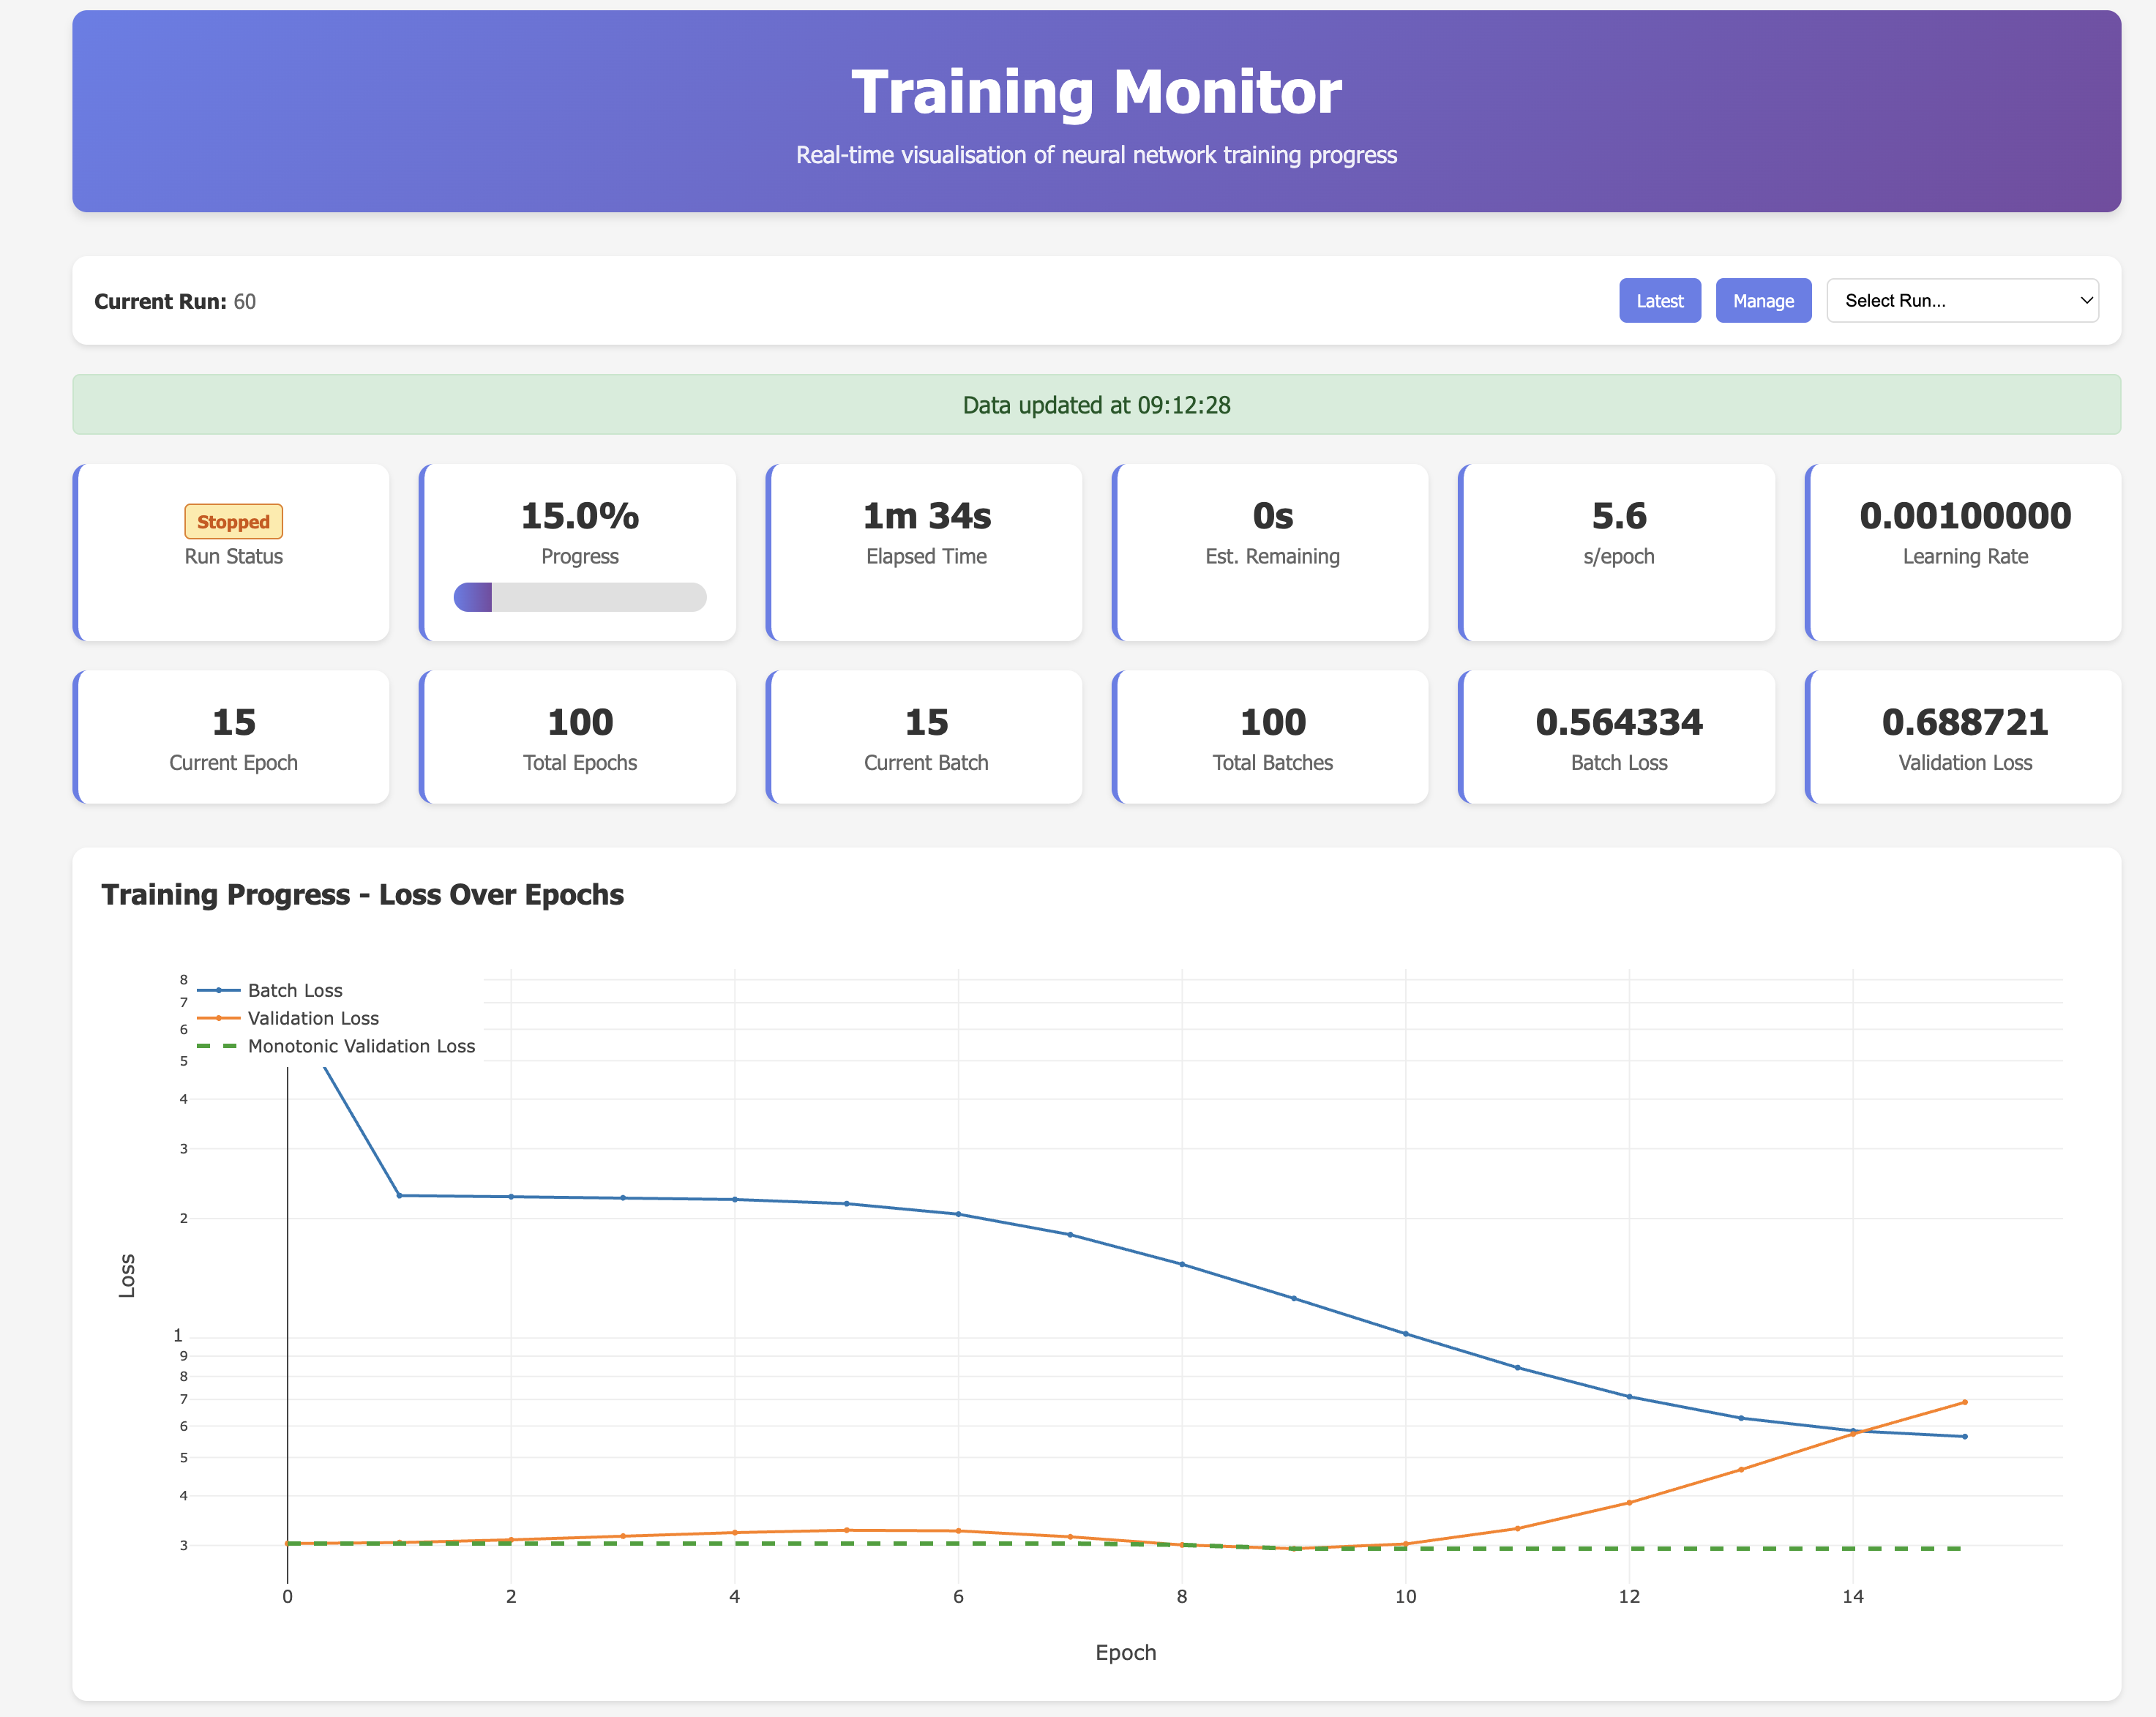 Training Monitor
Real-time visualisation of neural network training progress
Current Run: 60
Latest
Manage
Select Run...
Data updated at 09:12:28
Stopped
Run Status
15.0%
Progress
1m 34s
Elapsed Time
0s
Est. Remaining
5.6
s/epoch
0.00100000
Learning Rate
15
Current Epoch
100
Total Epochs
15
Current Batch
100
Total Batches
0.564334
Batch Loss
0.688721
Validation Loss
Training Progress - Loss Over Epochs
Batch Loss
Validation Loss
Monotonic Validation Loss
8
7
6
5
4
3
2
1
9
8
7
6
5
4
3
Loss
0 2 4 6 8 10 12 14
Epoch